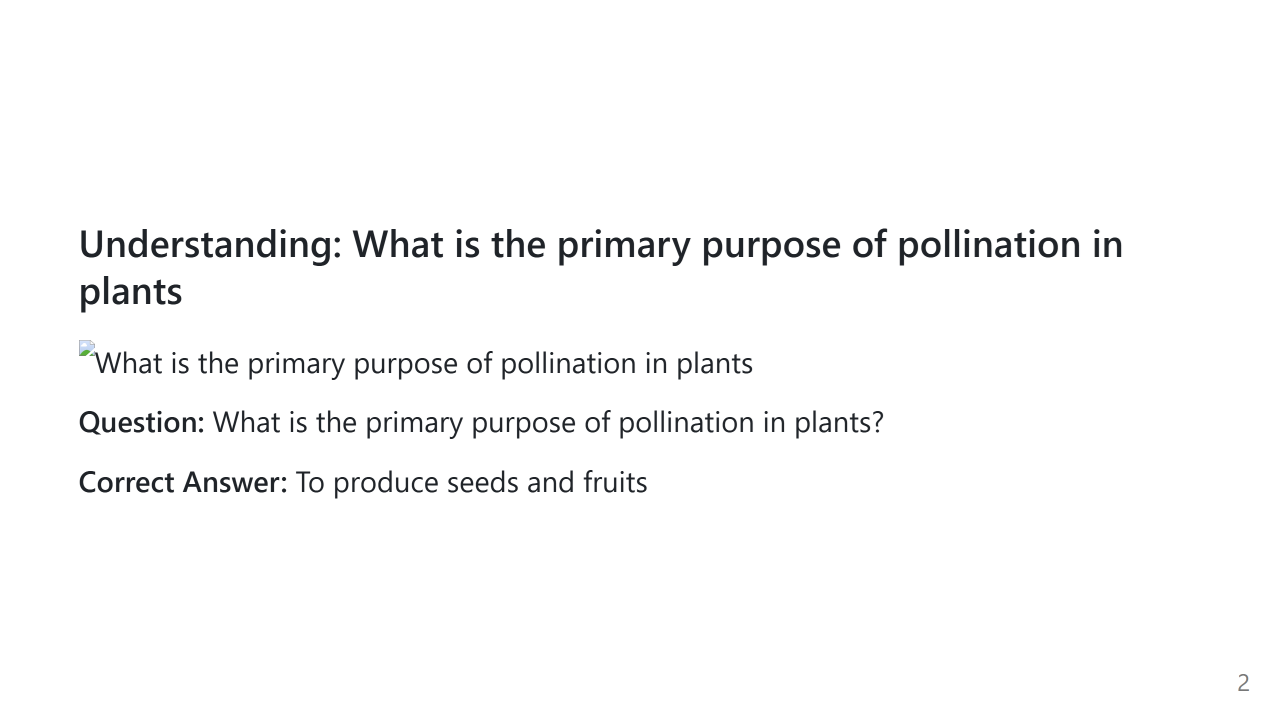 Understanding: What is the primary purpose of pollination in
plants
What is the primary purpose of pollination in plants
Question: What is the primary purpose of pollination in plants?
Correct Answer: To produce seeds and fruits
2